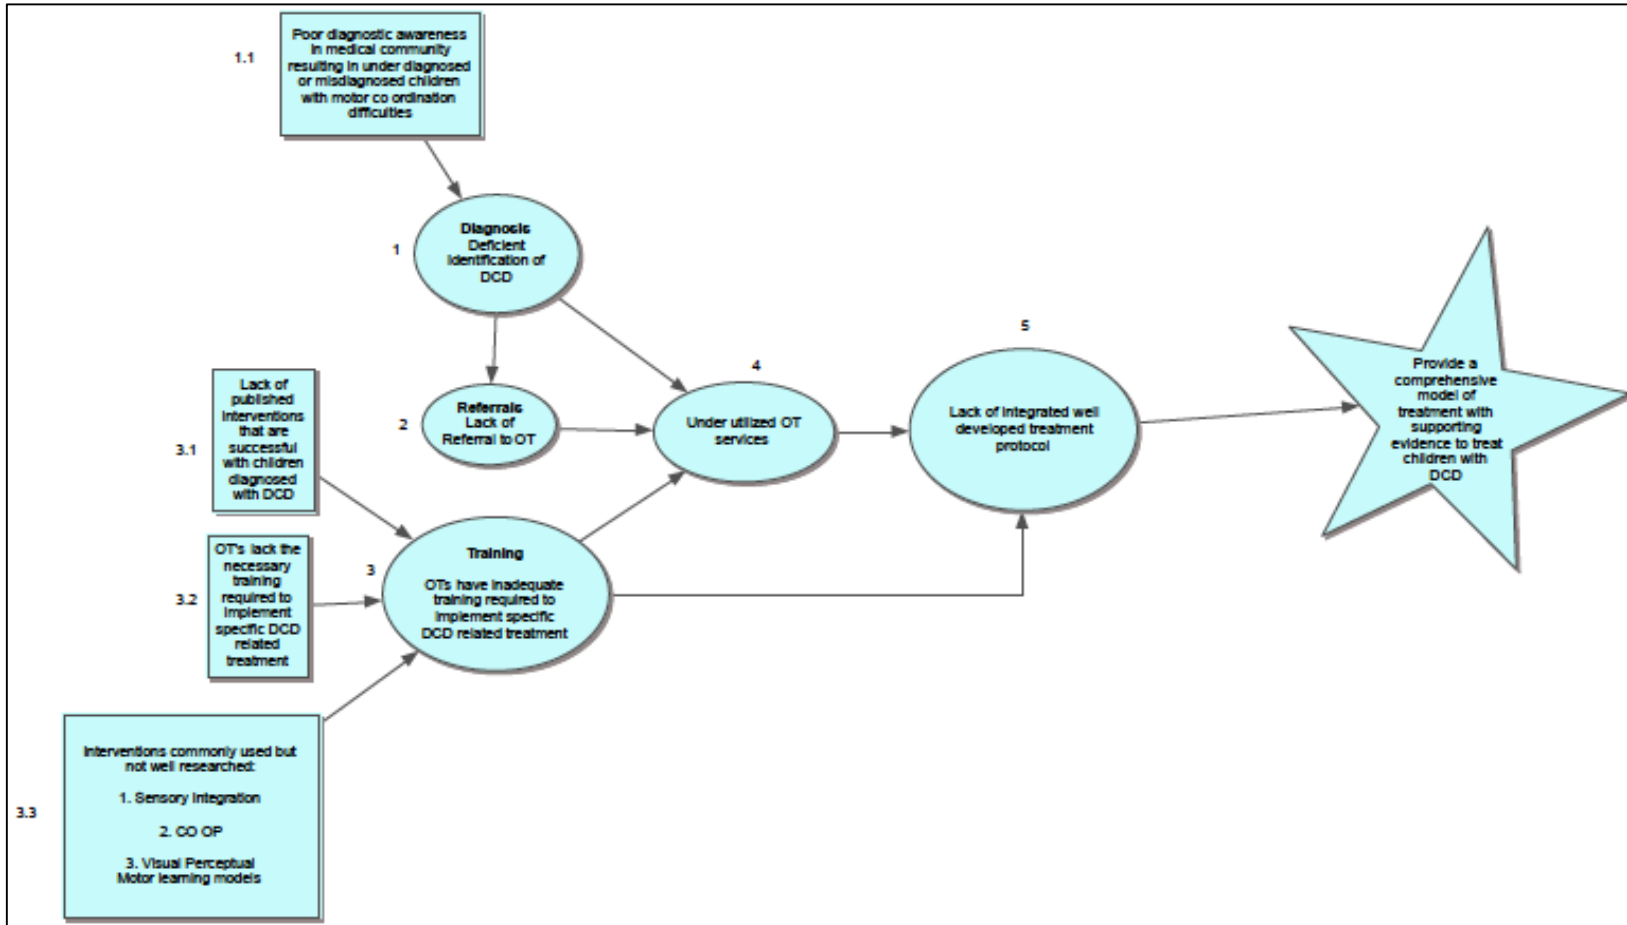 1.1
Poor diagnostic awareness
in medical community
resulting in under diagnosed
or misdiagnosed children
with motor co ordination
difficulties
1
Diagnosis
Deficient
identification of
DCD
2
Referrals
Lack of
Referral to OT
3.1
Lack of
published
interventions
that are
successful
with children
diagnosed
with DCD
3.2
OT's lack the
necessary
training
required to
implement
specific DCD
related
treatment
3.3
Interventions commonly used but
not well researched:
1. Sensory Integration
2. CO OP
3. Visual Perceptual
Motor learning models
3
Training
OTs have inadequate
training required to
implement specific
DCD related treatment
4
Under utilized OT
services
5
Lack of integrated well
developed treatment
protocol
Provide a
comprehensive
model of
treatment with
supporting
evidence to treat
children with
DCD